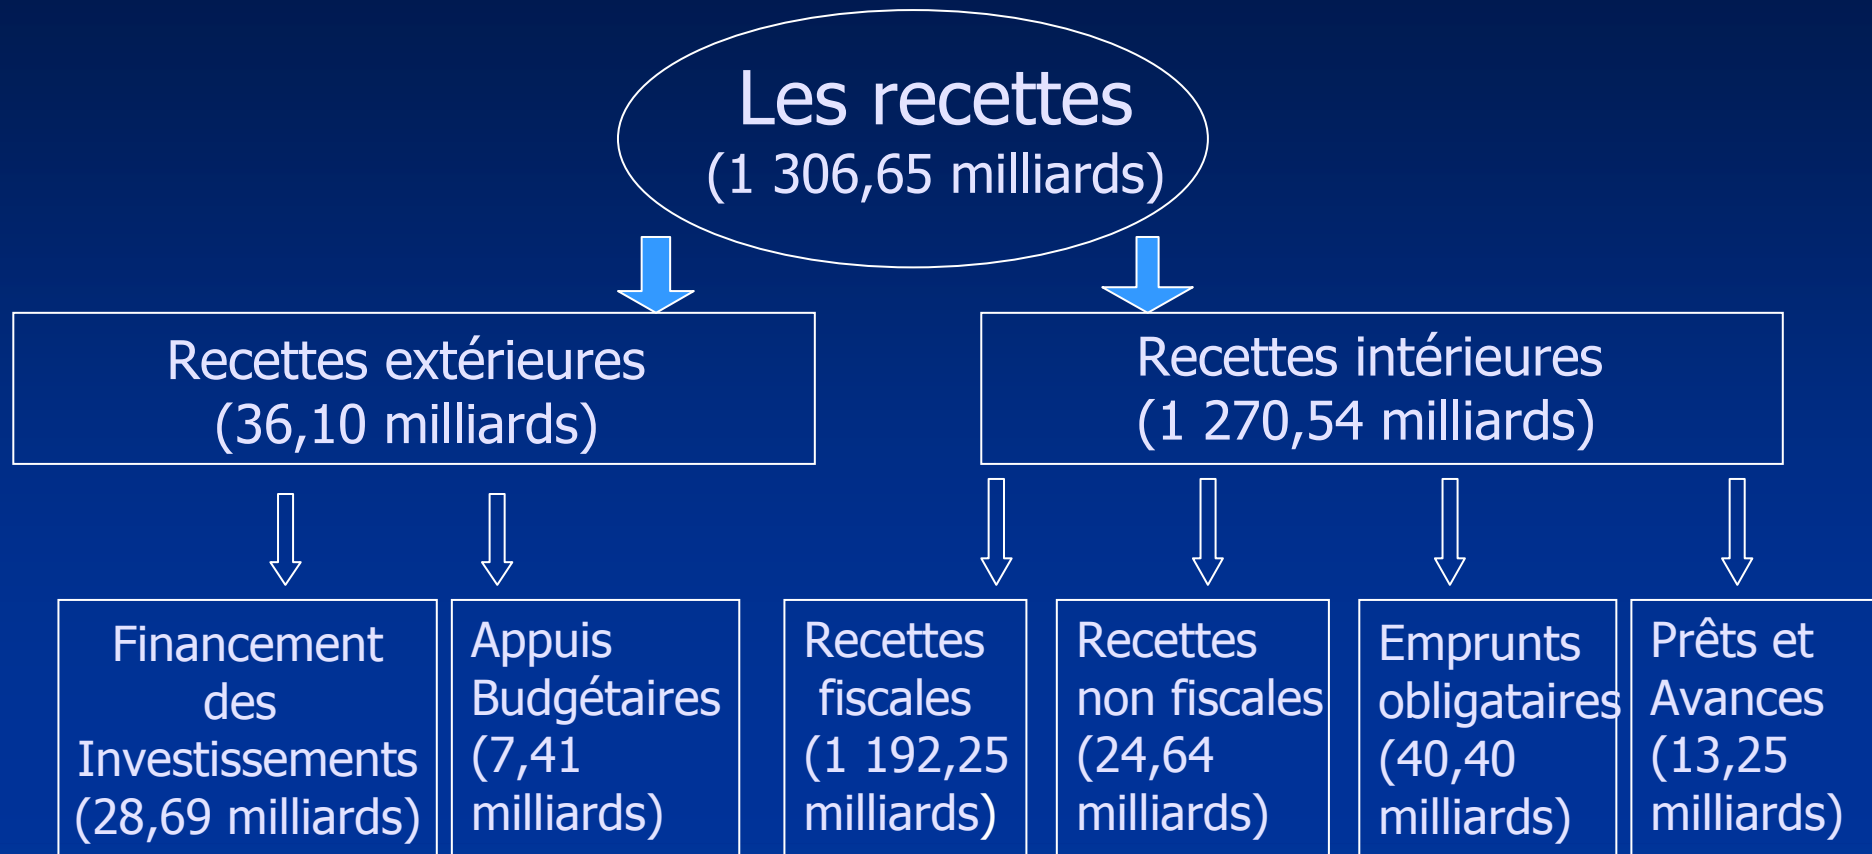 Les recettes
(1 306,65 milliards)
Recettes extérieures
(36,10 milliards)
Recettes intérieures
(1 270,54 milliards)
Financement
des
Investissements
(28,69 milliards)
Appuis
Budgétaires
(7,41
milliards)
Recettes
fiscales
(1 192,25
milliards)
Recettes
non fiscales
(24,64
milliards)
Emprunts
obligataires
(40,40
milliards)
Prêts et
Avances
(13,25
milliards)